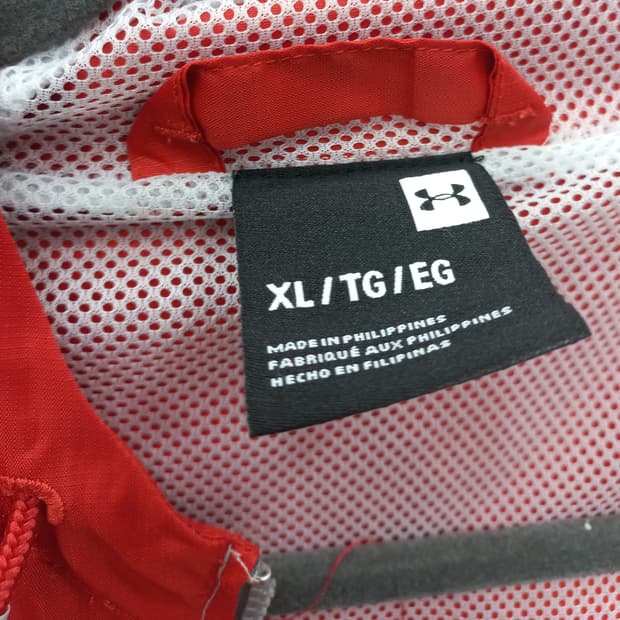 XL / TG / EG
MADE IN PHILIPPINES
FABRIQUÉ AUX PHILIPPINES
HECHO EN FILIPINAS